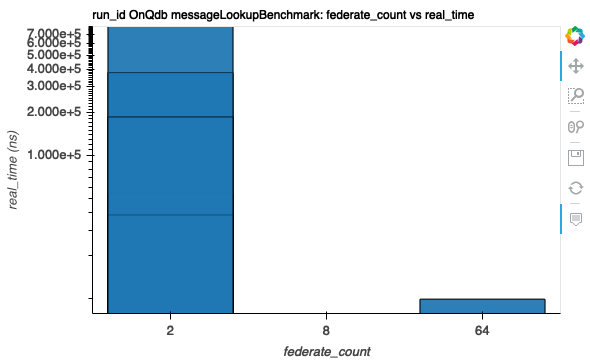 run_id OnQdb messageLookupBenchmark: federate_count vs real_time
7.000e+5
6.000e+5
5.000e+5
4.000e+5
3.000e+5
2.000e+5
1.000e+5
real_time (ns)
2
8
64
federate_count